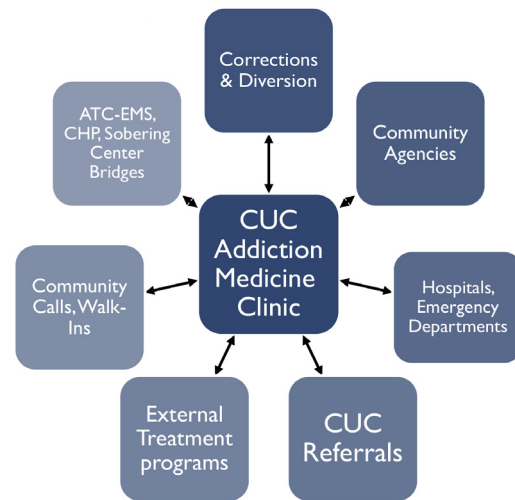 Corrections
& Diversion
ATC-EMS,
CHP, Sobering
Center
Bridges
Community
Agencies
CUC
Addiction
Medicine
Clinic
Community
Calls, Walk-
Ins
Hospitals,
Emergency
Departments
External
Treatment
programs
CUC
Referrals